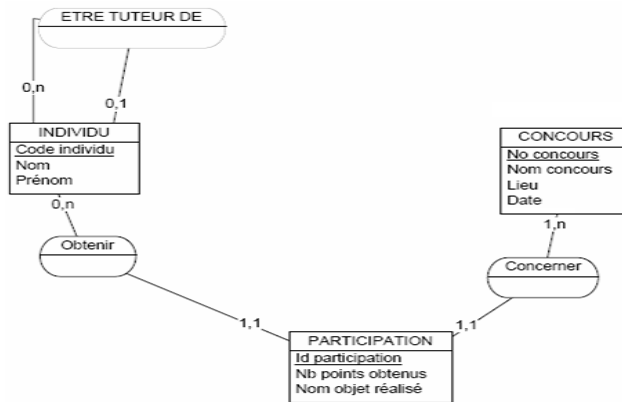 ETRE TUTEUR DE
0,n
0,1
INDIVIDU
Code individu
Nom
Prénom
0,n
Obtenir
CONCOURS
No concours
Nom concours
Lieu
Date
1,n
Concerner
1,1
1,1
PARTICIPATION
Id participation
Nb points obtenus
Nom objet réalisé